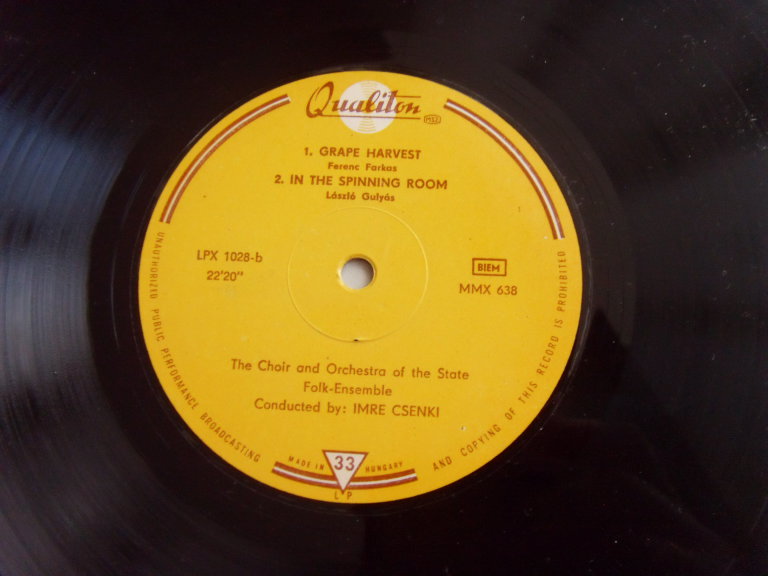 Qualiton
M33
1. GRAPE HARVEST
Ferenc Farkas
2. IN THE SPINNING ROOM
László Gulyás
LPX 1028-b
22'20"
BIEM
MMX 638
The Choir and Orchestra of the State
Folk-Ensemble
Conducted by: IMRE CSENKI
MADE IN 33 HUNGARY
LP
UNAUTHORIZED PUBLIC PERFORMANCE BROADCASTING AND COPYING OF THIS RECORD IS PROHIBITED